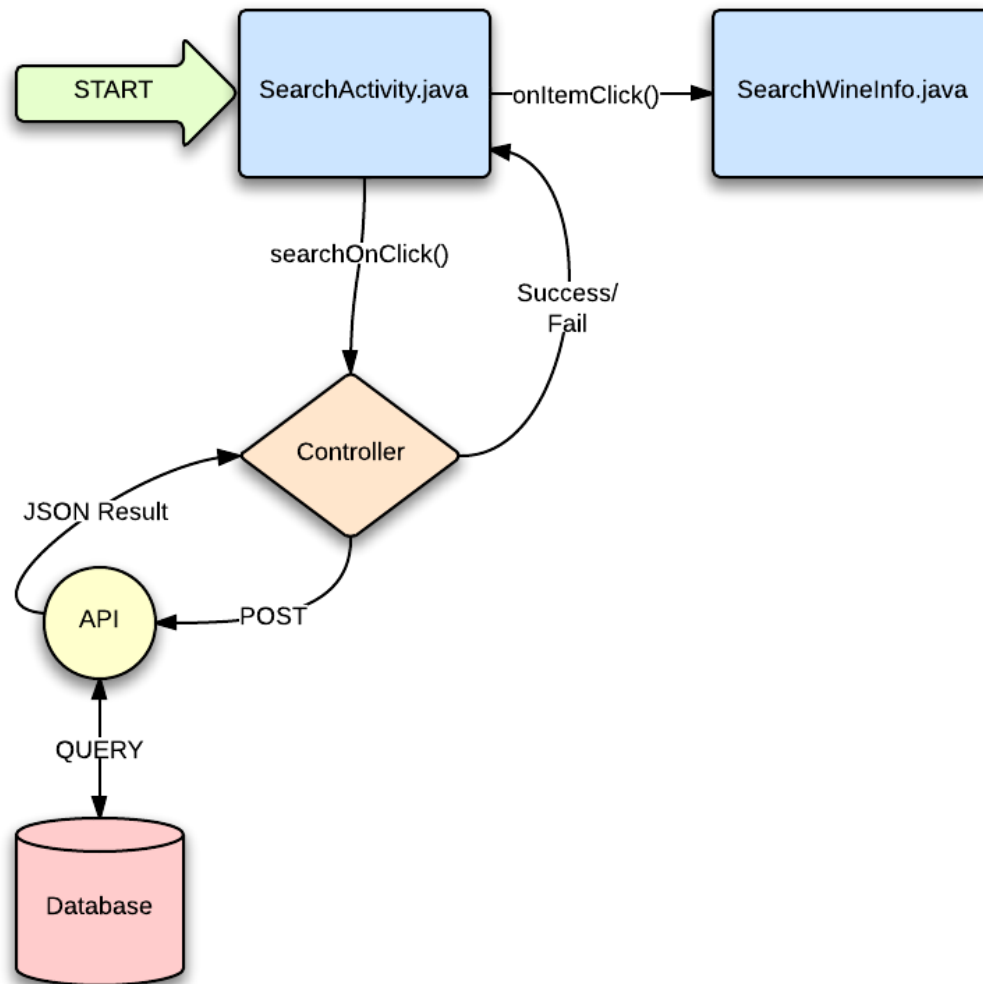 START
SearchActivity.java
onItemClick()
SearchWineInfo.java
searchOnClick()
Success/
Fail
Controller
JSON Result
API
POST
QUERY
Database